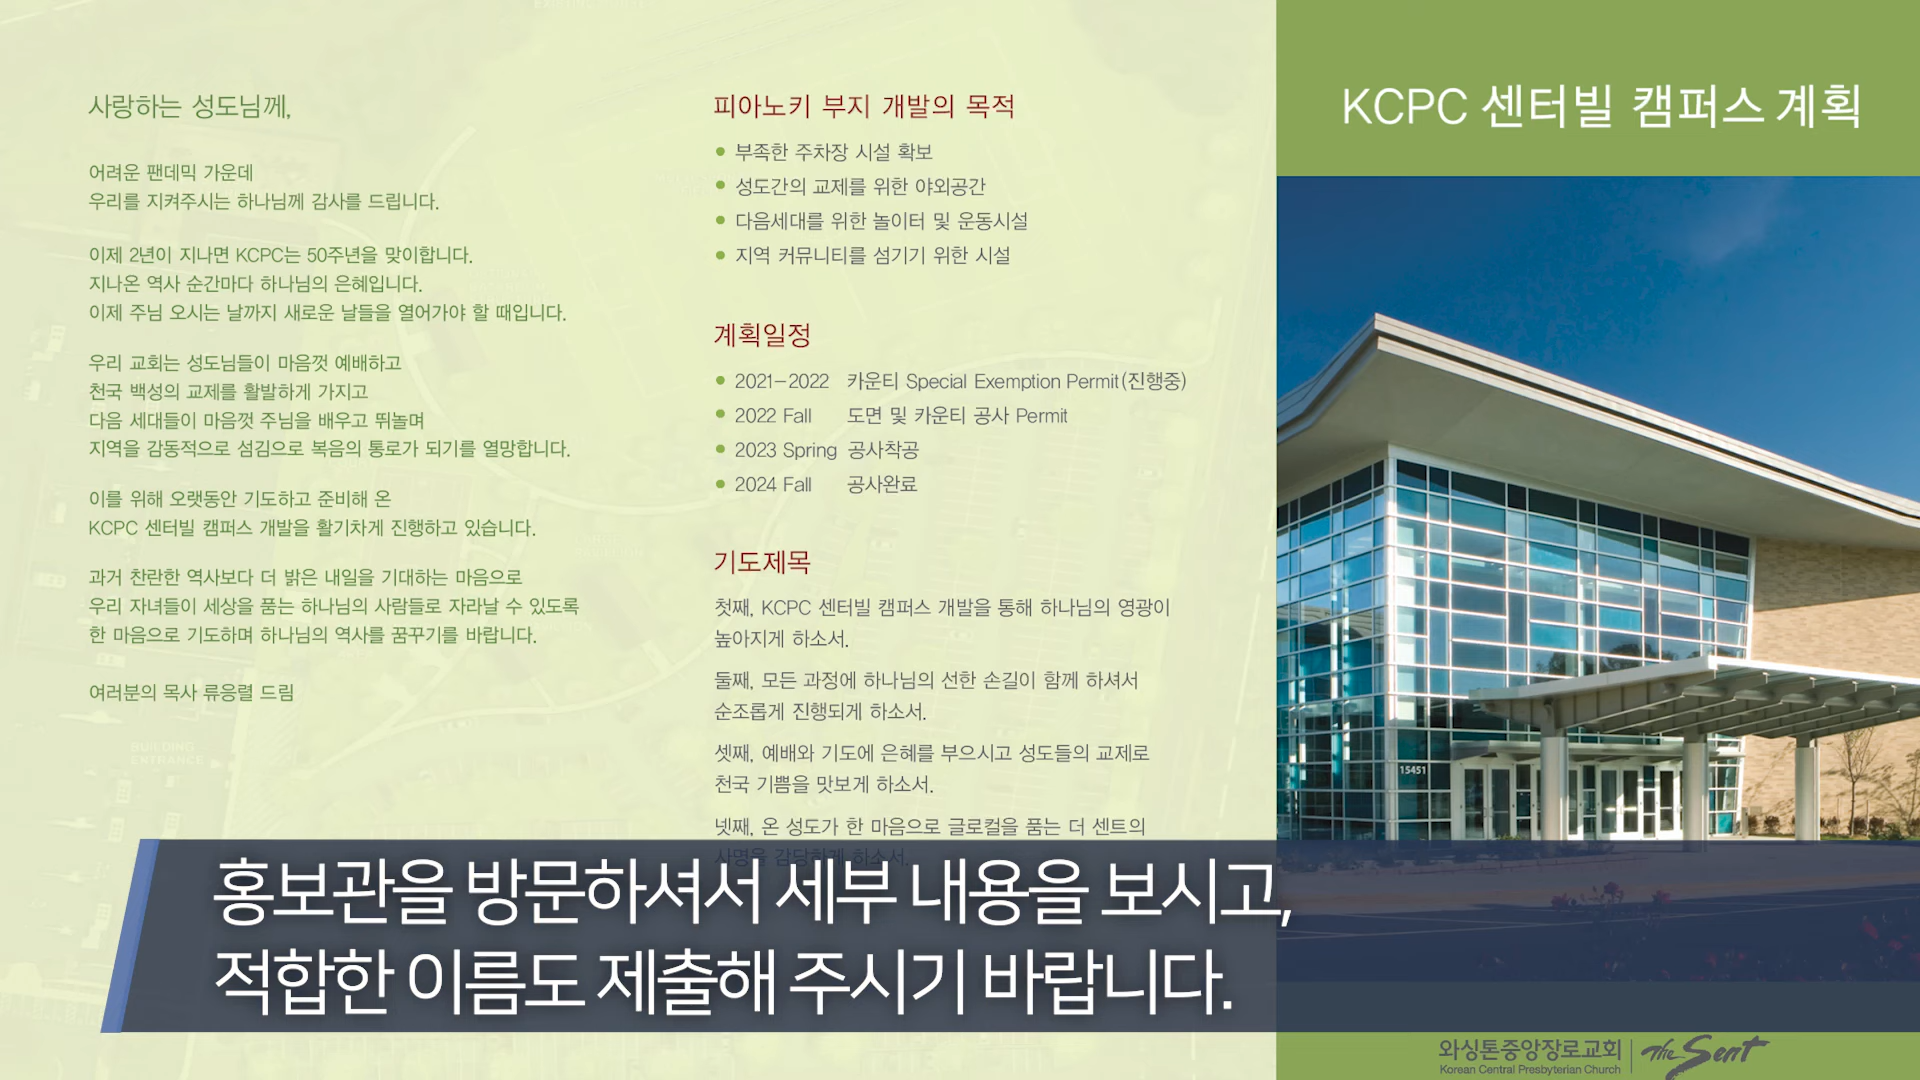 사랑하는 성도님께,
어려운 팬데믹 가운데
우리를 지켜주시는 하나님께 감사를 드립니다.
이제 2년이 지나면 KCPC는 50주년을 맞이합니다.
지나온 역사 순간마다 하나님의 은혜입니다.
이제 주님 오시는 날까지 새로운 날들을 열어가야 할 때입니다.
우리 교회는 성도님들이 마음껏 예배하고
천국 백성의 교제를 활발하게 가지고
다음 세대들이 마음껏 주님을 배우고 뛰놀며
지역을 감동적으로 섬김으로 복음의 통로가 되기를 열망합니다.
이를 위해 오랫동안 기도하고 준비해 온
KCPC 센터빌 캠퍼스 개발을 활기차게 진행하고 있습니다.
과거 찬란한 역사보다 더 밝은 내일을 기대하는 마음으로
우리 자녀들이 세상을 품는 하나님의 사람들로 자라날 수 있도록
한 마음으로 기도하며 하나님의 역사를 꿈꾸기를 바랍니다.
여러분의 목사 류응렬 드림
BUILDING
ENTRANCE
피아노키 부지 개발의 목적
● 부족한 주차장 시설 확보
● 성도간의 교제를 위한 야외공간
● 다음세대를 위한 놀이터 및 운동시설
● 지역 커뮤니티를 섬기기 위한 시설
계획일정
● 2021-2022 카운티 Special Exemption Permit(진행중)
● 2022 Fall 도면 및 카운티 공사 Permit
● 2023 Spring 공사착공
● 2024 Fall 공사완료
기도제목
첫째, KCPC 센터빌 캠퍼스 개발을 통해 하나님의 영광이
높아지게 하소서.
둘째, 모든 과정에 하나님의 선한 손길이 함께 하셔서
순조롭게 진행되게 하소서.
셋째, 예배와 기도에 은혜를 부으시고 성도들의 교제로
천국 기쁨을 맛보게 하소서.
넷째, 온 성도가 한 마음으로 글로컬을 품는 더 센트의
사명을 감당하게 하소서.
KCPC 센터빌 캠퍼스 계획
15451
홍보관을 방문하셔서 세부 내용을 보시고,
적합한 이름도 제출해 주시기 바랍니다.
와싱톤중앙장로교회 | The Sent
Korean Central Presbyterian Church